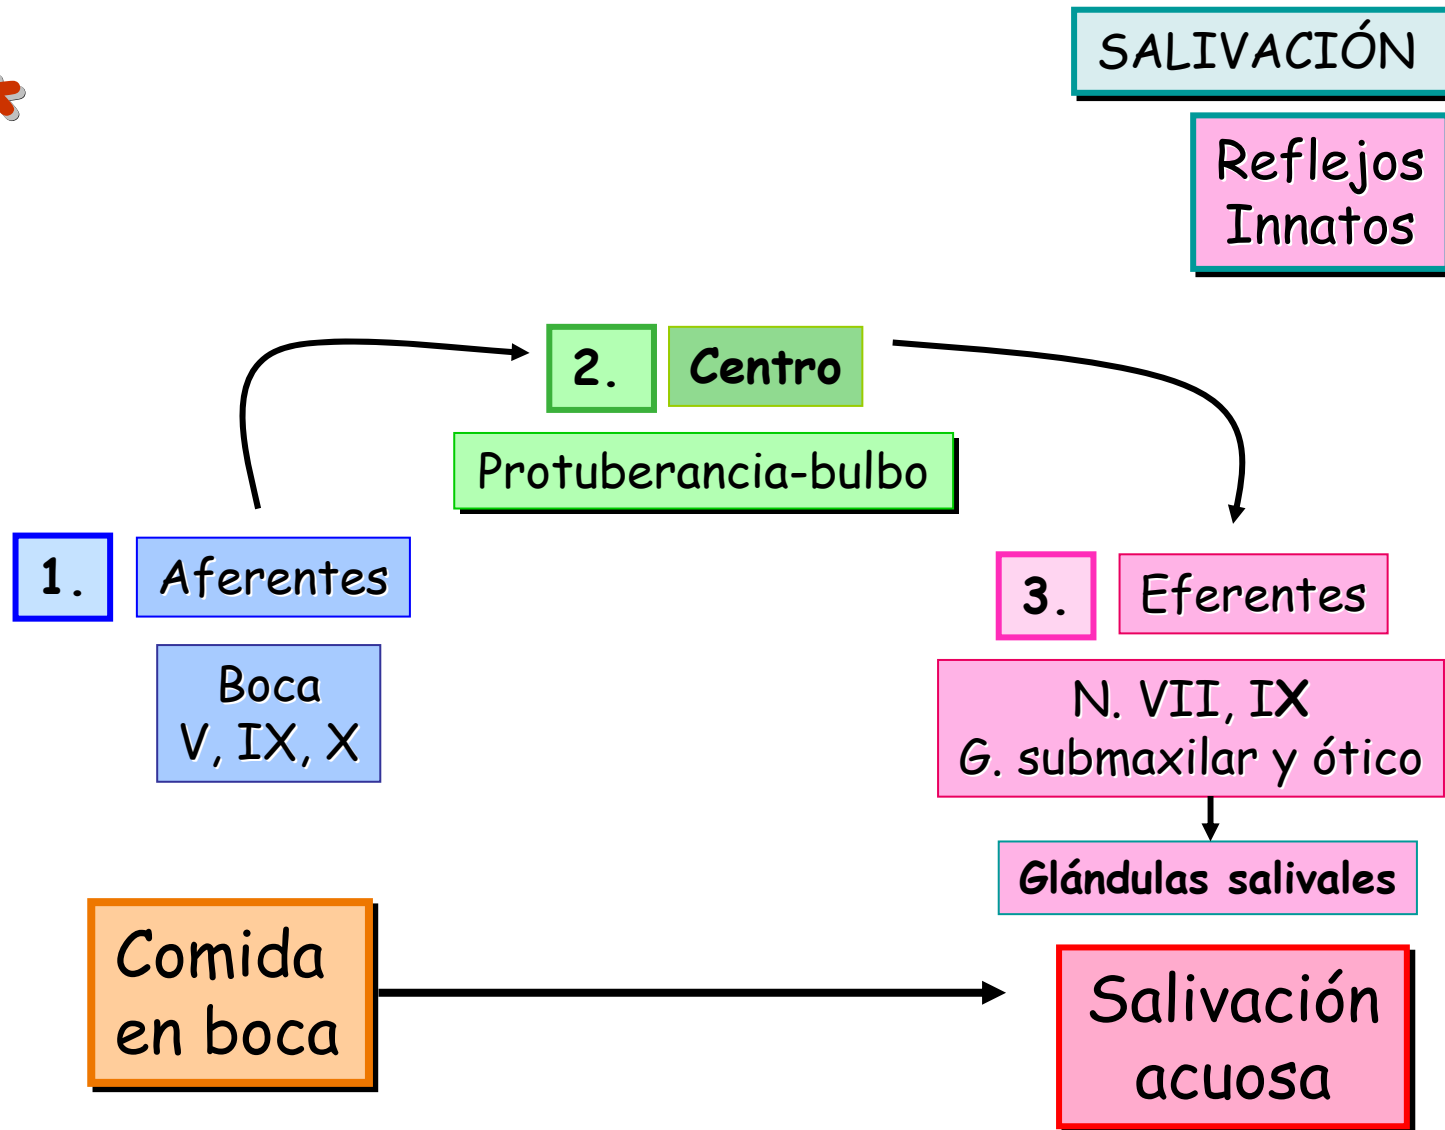 SALIVACIÓN
Reflejos
Innatos
2.
Centro
Protuberancia-bulbo
1.
Aferentes
Boca
V, IX, X
3.
Eferentes
N. VII, IX
G. submaxilar y ótico
Glándulas salivales
Comida
en boca
Salivación
acuosa